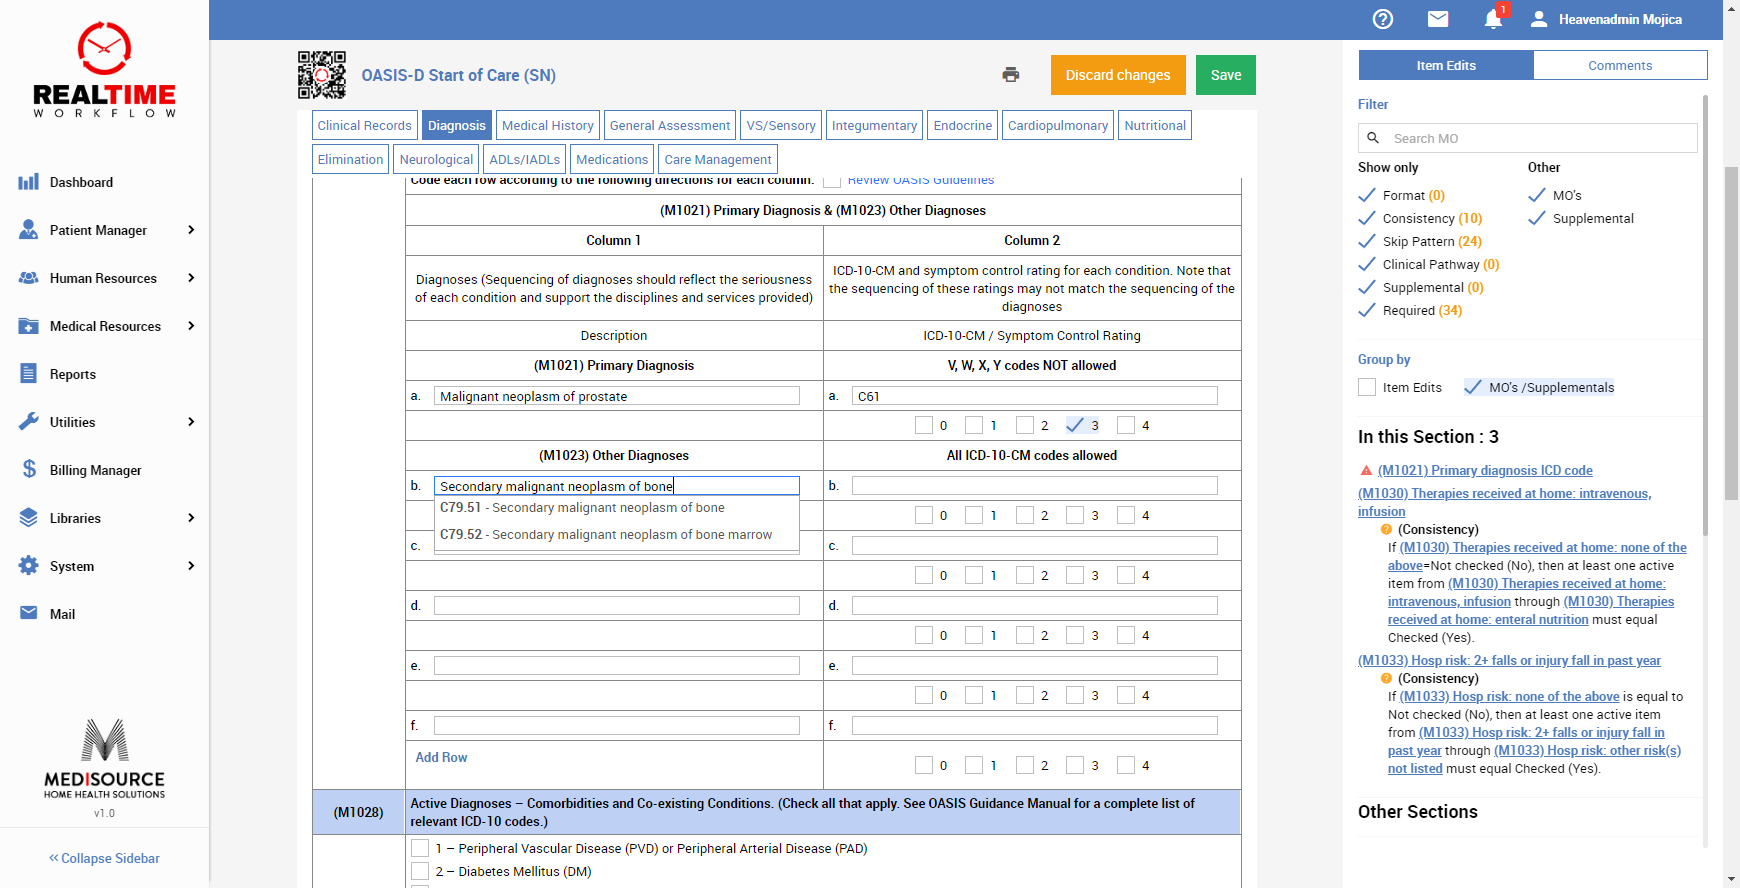 REALTIME
WORKFLOW
Dashboard
Patient Manager
Human Resources
Medical Resources
Reports
Utilities
Billing Manager
Libraries
System
Mail
MEDISOURCE
HOME HEALTH SOLUTIONS
v1.0
Collapse Sidebar
1
Heavenadmin Mojica
OASIS-D Start of Care (SN)
Discard changes
Save
Clinical Records
Diagnosis
Medical History
General Assessment
VS/Sensory
Integumentary
Endocrine
Cardiopulmonary
Nutritional
Elimination
Neurological
ADLs/IADLs
Medications
Care Management
Code each row according to the following directions for each column.
Review OASIS Guidelines
(M1021) Primary Diagnosis & (M1023) Other Diagnoses
Column 1
Column 2
Diagnoses (Sequencing of diagnoses should reflect the seriousness
of each condition and support the disciplines and services provided)
ICD-10-CM and symptom control rating for each condition. Note that
the sequencing of these ratings may not match the sequencing of the
diagnoses
Description
ICD-10-CM / Symptom Control Rating
(M1021) Primary Diagnosis
V, W, X, Y codes NOT allowed
a. Malignant neoplasm of prostate
a. C61
0 1 2 3 4
(M1023) Other Diagnoses
All ICD-10-CM codes allowed
b. Secondary malignant neoplasm of bone
b.
C79.51 - Secondary malignant neoplasm of bone
0 1 2 3 4
C79.52 - Secondary malignant neoplasm of bone marrow
c.
c.
0 1 2 3 4
d.
d.
0 1 2 3 4
e.
e.
0 1 2 3 4
f.
f.
Add Row
0 1 2 3 4
(M1028)
Active Diagnoses – Comorbidities and Co-existing Conditions. (Check all that apply. See OASIS Guidance Manual for a complete list of
relevant ICD-10 codes.)
1 – Peripheral Vascular Disease (PVD) or Peripheral Arterial Disease (PAD)
2 – Diabetes Mellitus (DM)
Item Edits
Comments
Filter
Search MO
Show only
Other
Format (0)
MO's
Consistency (10)
Supplemental
Skip Pattern (24)
Clinical Pathway (0)
Supplemental (0)
Required (34)
Group by
Item Edits
MO's /Supplementals
In this Section : 3
(M1021) Primary diagnosis ICD code
(M1030) Therapies received at home: intravenous,
infusion
(Consistency)
If (M1030) Therapies received at home: none of the
above=Not checked (No), then at least one active
item from (M1030) Therapies received at home:
intravenous, infusion through (M1030) Therapies
received at home: enteral nutrition must equal
Checked (Yes).
(M1033) Hosp risk: 2+ falls or injury fall in past year
(Consistency)
If (M1033) Hosp risk: none of the above is equal to
Not checked (No), then at least one active item
from (M1033) Hosp risk: 2+ falls or injury fall in
past year through (M1033) Hosp risk: other risk(s)
not listed must equal Checked (Yes).
Other Sections